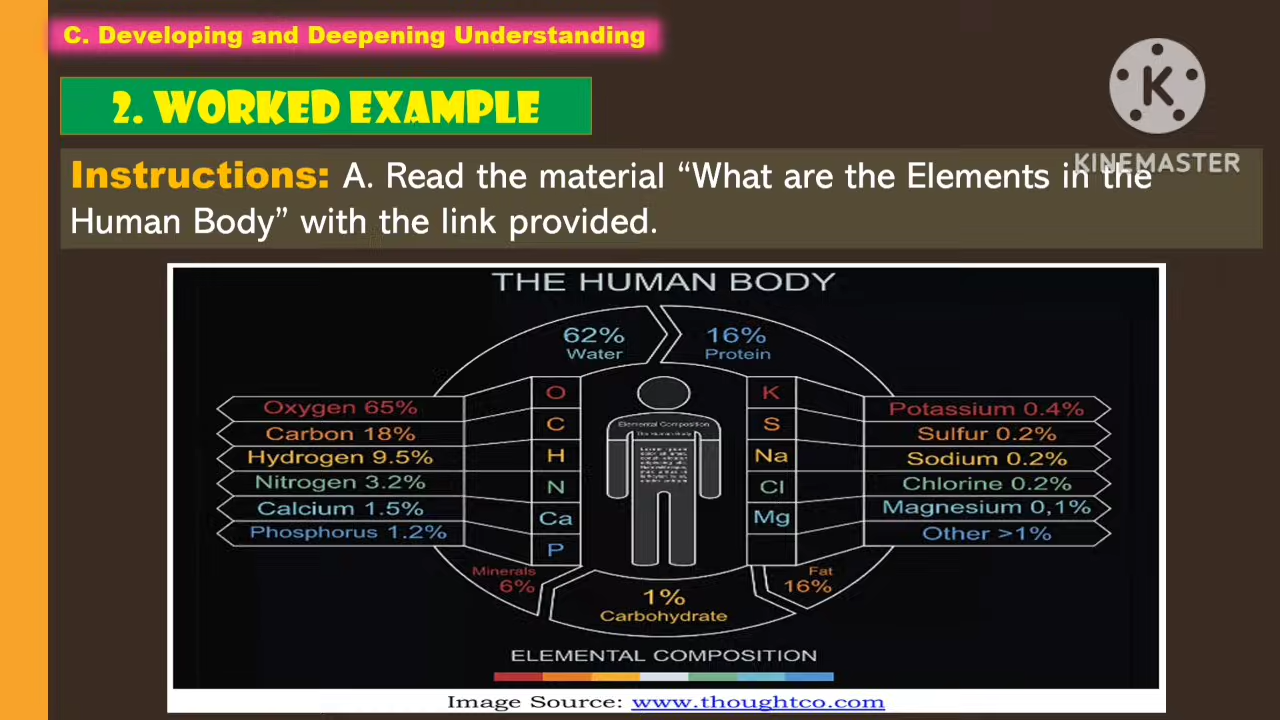 C. Developing and Deepening Understanding
2. WORKED EXAMPLE
K
KINEMASTER
Instructions: A. Read the material “What are the Elements in the
Human Body” with the link provided.
THE HUMAN BODY
62%
Water
16%
Protein
Oxygen 65%
Carbon 18%
Hydrogen 9.5%
Nitrogen 3.2%
Calcium 1.5%
Phosphorus 1.2%
O
C
H
N
Ca
P
Elemental Composition
The Human Body
K
S
Na
Cl
Mg
Potassium 0.4%
Sulfur 0.2%
Sodium 0.2%
Chlorine 0.2%
Magnesium 0,1%
Other >1%
Minerals
6%
1%
Carbohydrate
Fat
16%
ELEMENTAL COMPOSITION
Image Source: www.thoughtco.com